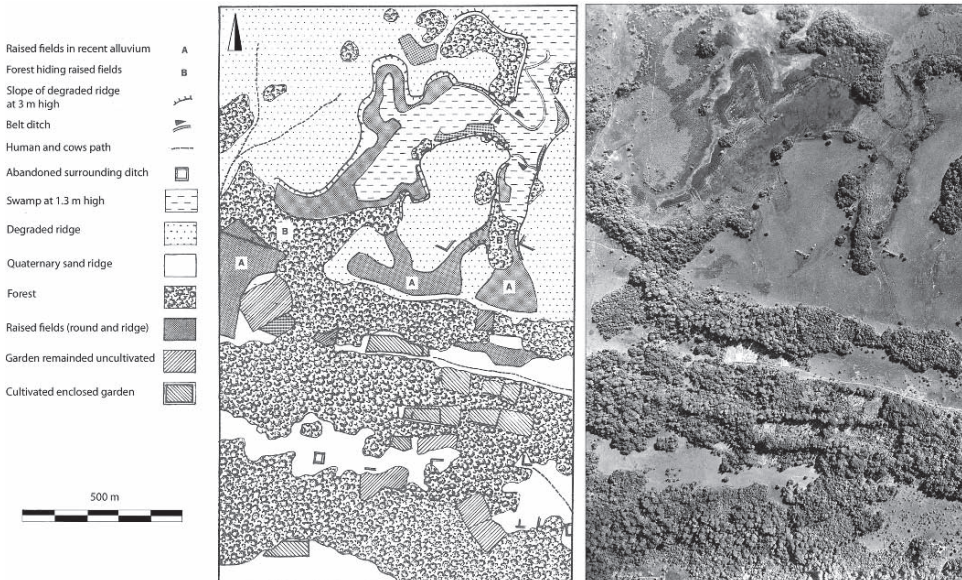 Raised fields in recent alluvium A
Forest hiding raised fields B
Slope of degraded ridge
at 3 m high
Belt ditch
Human and cows path
Abandoned surrounding ditch
Swamp at 1.3 m high
Degraded ridge
Quaternary sand ridge
Forest
Raised fields (round and ridge)
Garden remainded uncultivated
Cultivated enclosed garden
500 m
B
A
B
A
A